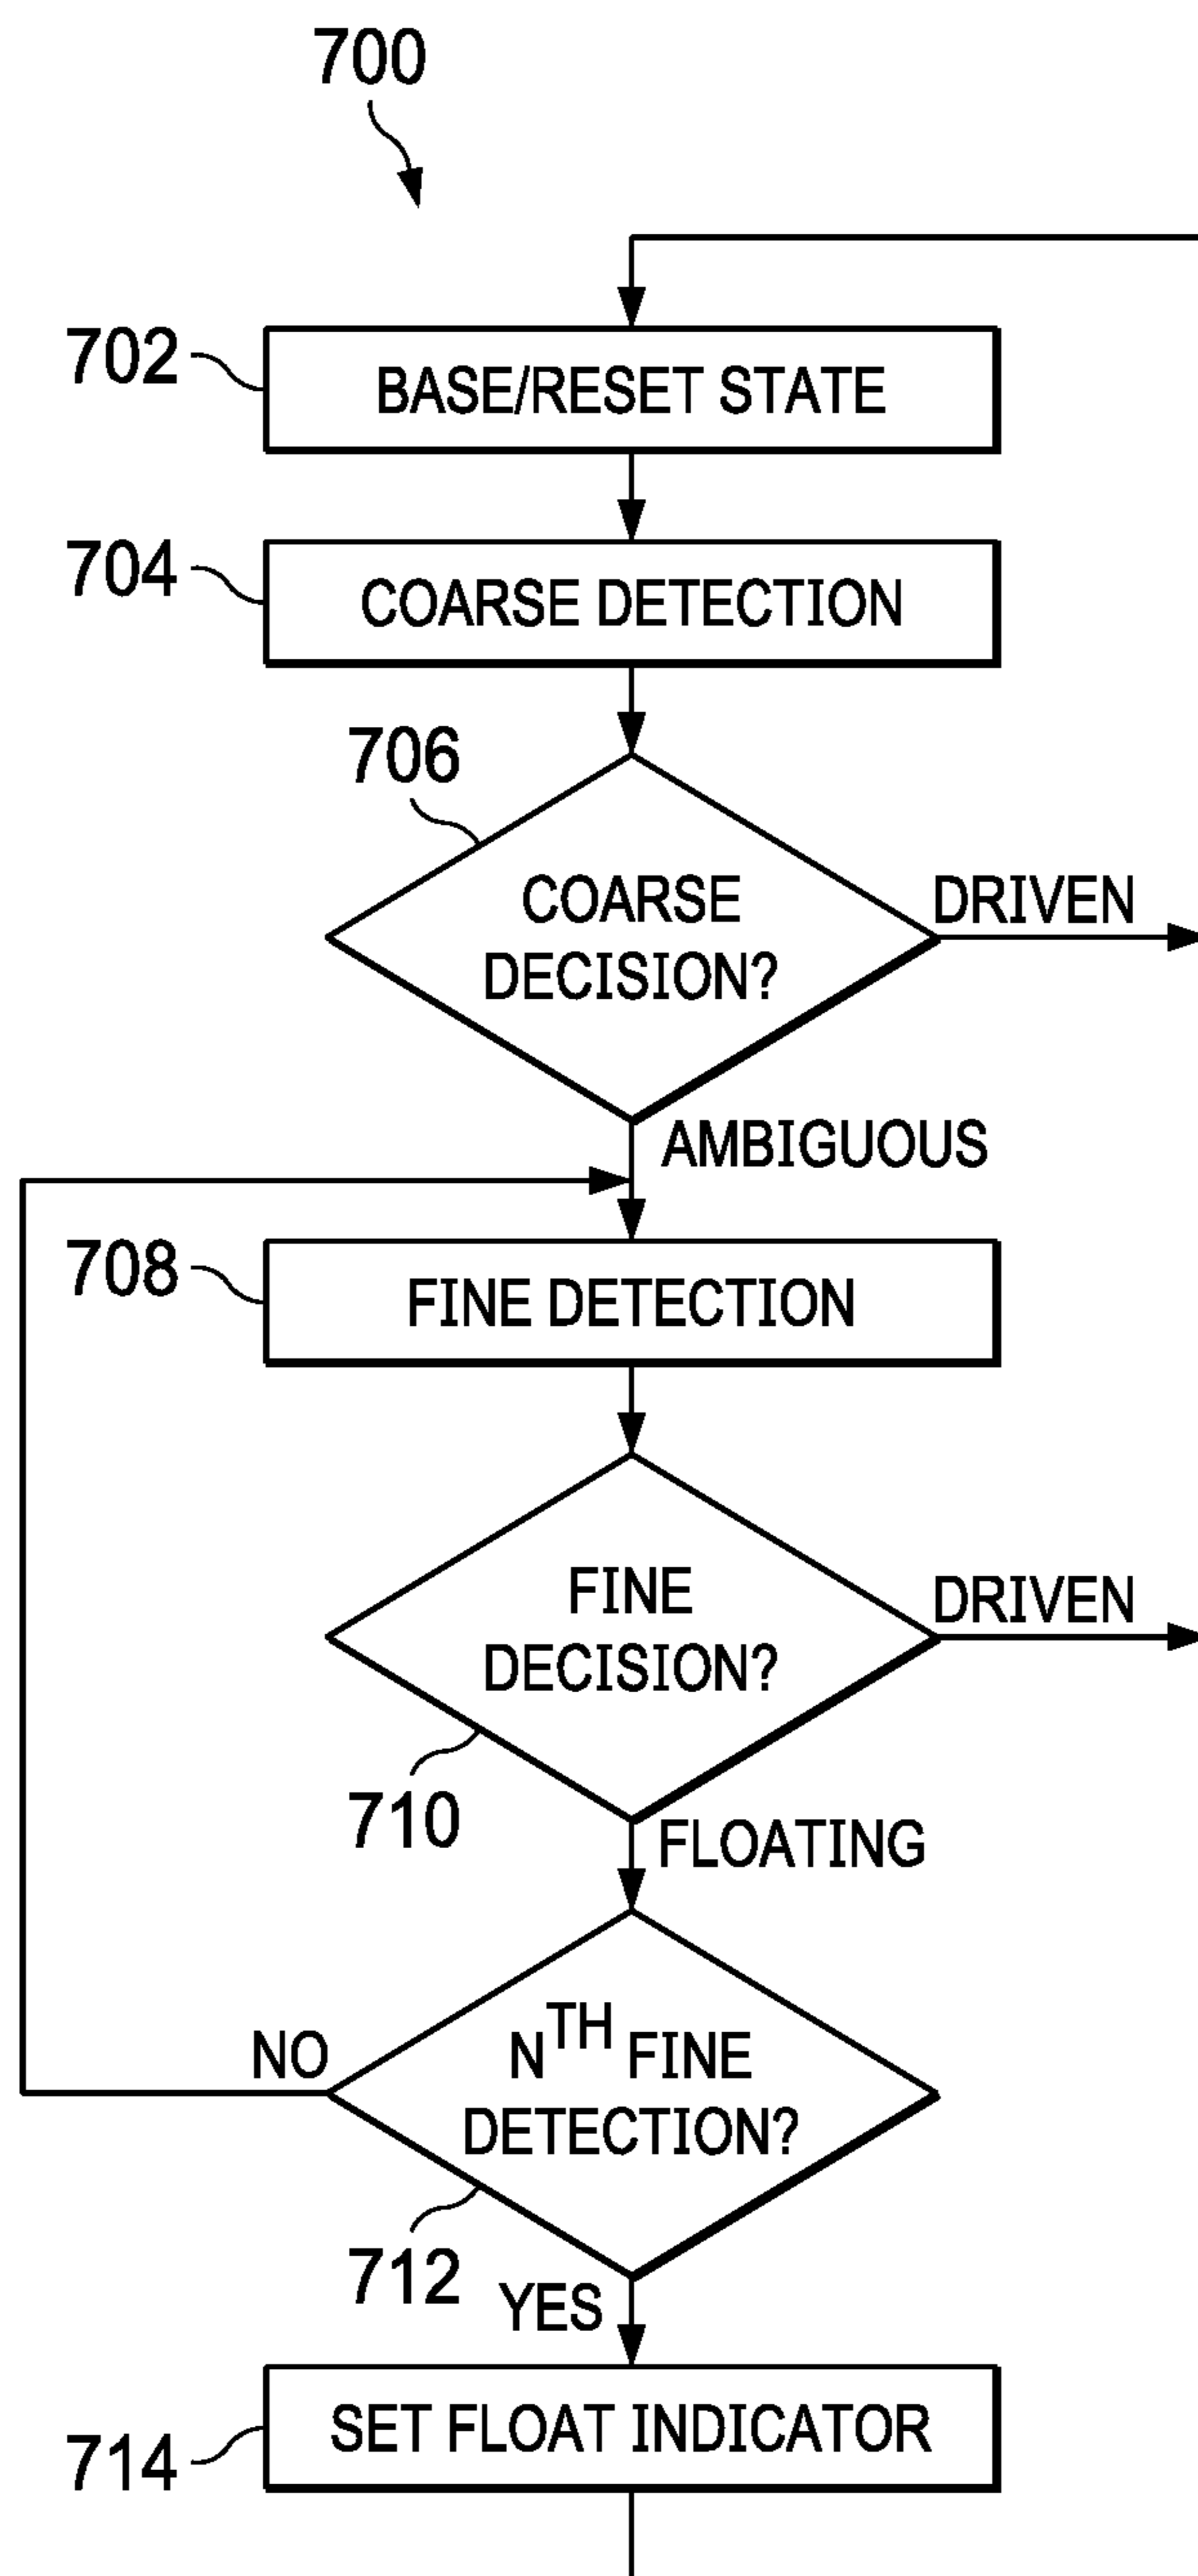 700
702
BASE/RESET STATE
704
COARSE DETECTION
706
COARSE
DECISION?
DRIVEN
AMBIGUOUS
708
FINE DETECTION
FINE
DECISION?
DRIVEN
710
FLOATING
NO
NTH FINE
DETECTION?
712
YES
SET FLOAT INDICATOR
714